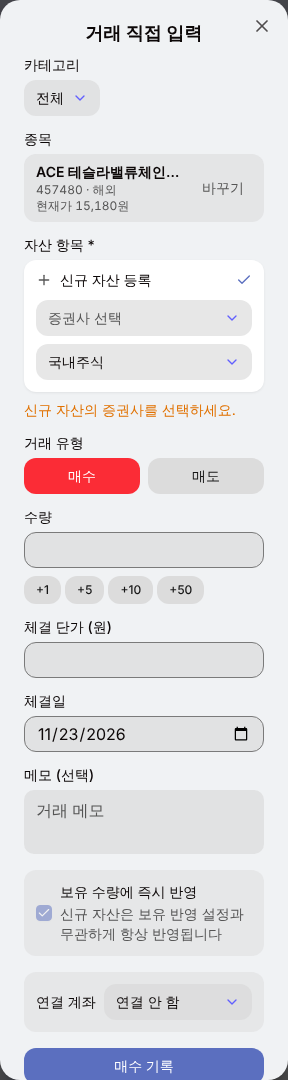 거래 직접 입력
카테고리
전체
종목
ACE 테슬라밸류체인...
457480 · 해외
현재가 15,180원
바꾸기
자산 항목 *
신규 자산 등록
증권사 선택
국내주식
신규 자산의 증권사를 선택하세요.
거래 유형
매수
매도
수량
+1
+5
+10
+50
체결 단가 (원)
체결일
11/23/2026
메모 (선택)
거래 메모
보유 수량에 즉시 반영
신규 자산은 보유 반영 설정과
무관하게 항상 반영됩니다
연결 계좌
연결 안 함
매수 기록